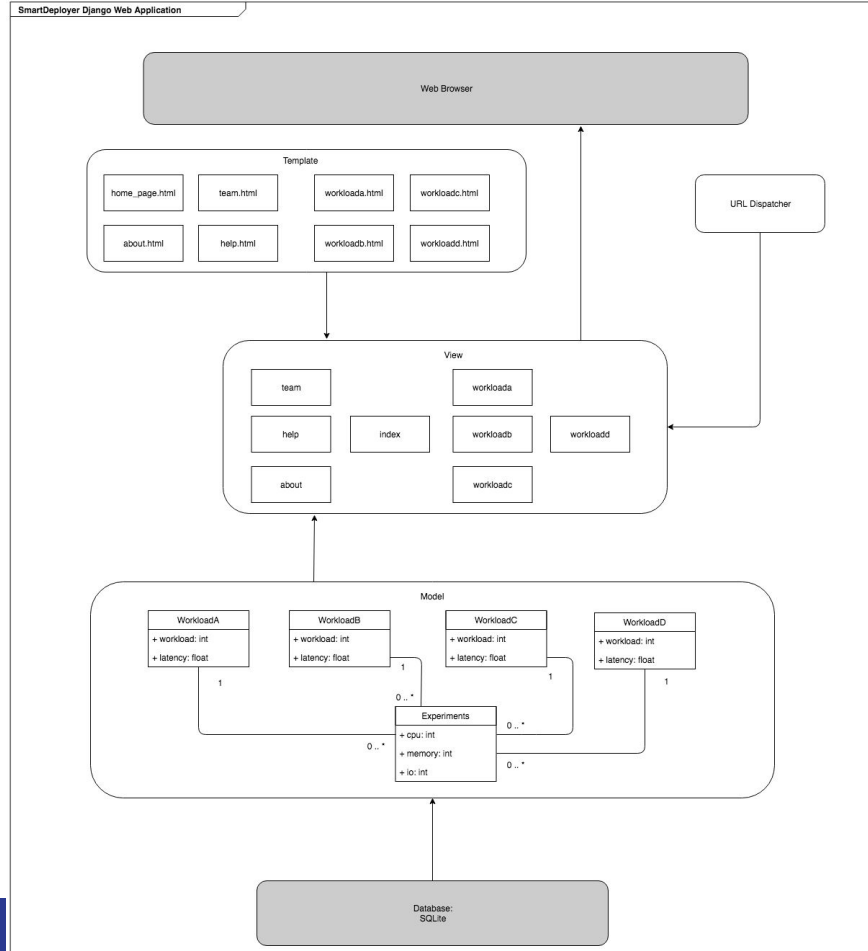 SmartDeployer Django Web Application
Web Browser
Template
home_page.html
team.html
workloada.html
workloadc.html
about.html
help.html
workloadb.html
workloadd.html
URL Dispatcher
View
team
workloada
help
index
workloadb
workloadd
about
workloadc
Model
WorkloadA
+ workload: int
+ latency: float
WorkloadB
+ workload: int
+ latency: float
WorkloadC
+ workload: int
+ latency: float
WorkloadD
+ workload: int
+ latency: float
1
1
1
1
0 .. *
0 .. *
0 .. *
0 .. *
Experiments
+ cpu: int
+ memory: int
+ io: int
Database:
SQLite